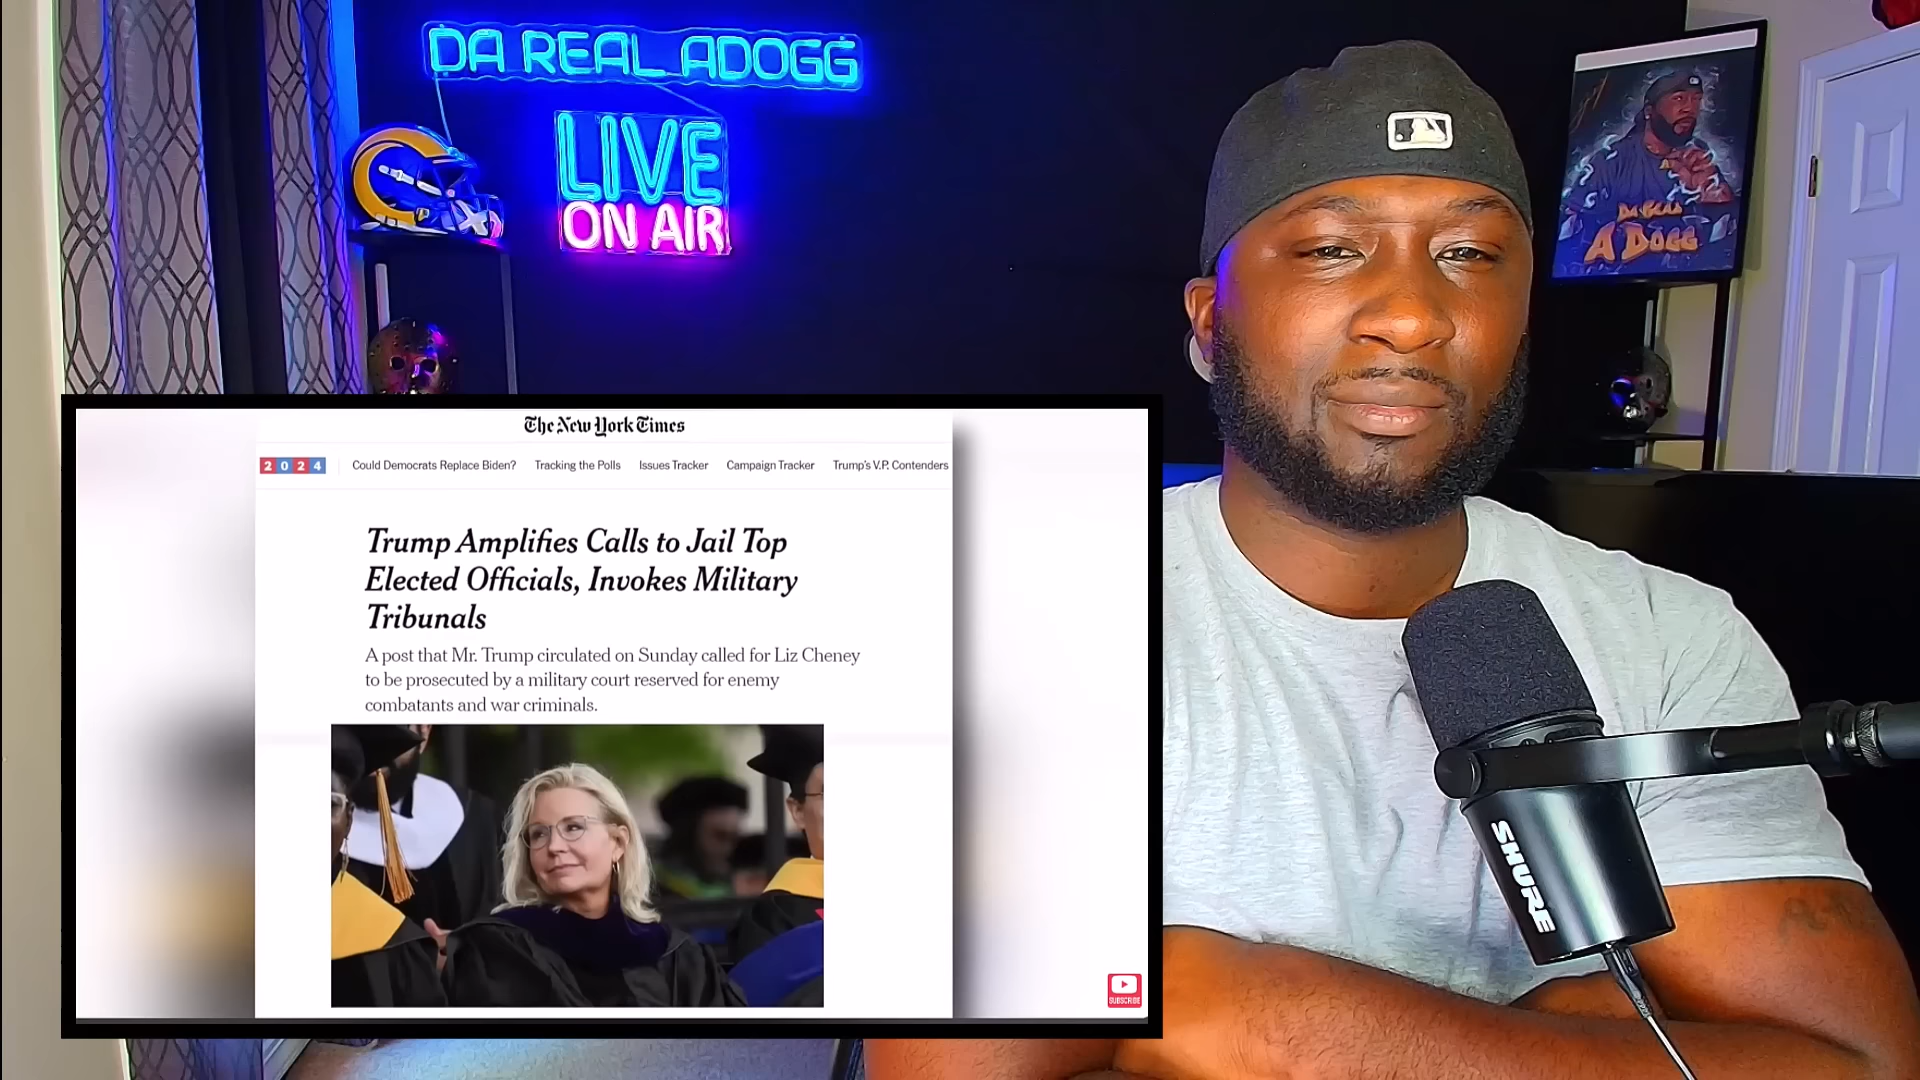 DA REAL ADOGG
LIVE
ON AIR
DA REAL
A DOGG
The New York Times
2024
Could Democrats Replace Biden?
Tracking the Polls
Issues Tracker
Campaign Tracker
Trump's V.P. Contenders
Trump Amplifies Calls to Jail Top
Elected Officials, Invokes Military
Tribunals
A post that Mr. Trump circulated on Sunday called for Liz Cheney
to be prosecuted by a military court reserved for enemy
combatants and war criminals.
SUBSCRIBE
SHURE